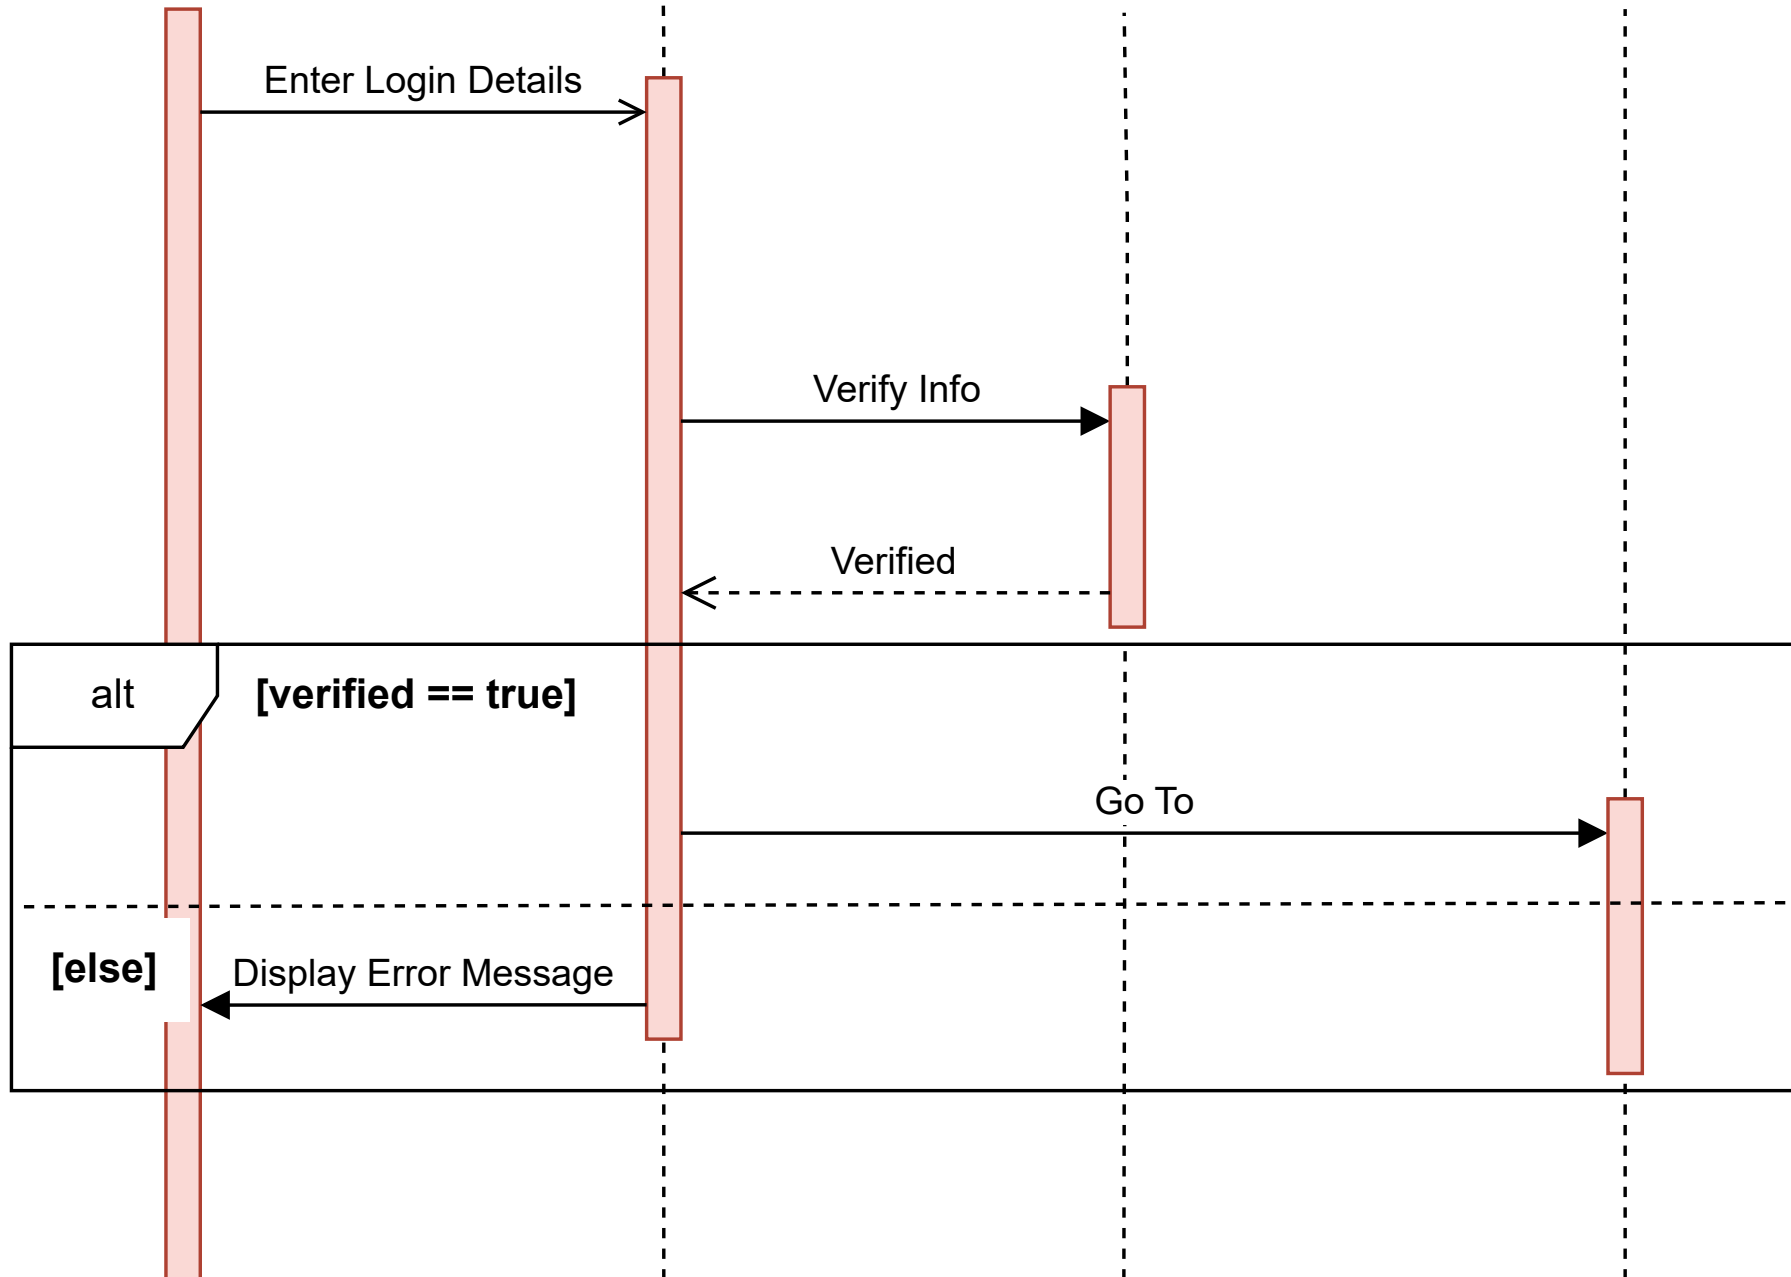 Enter Login Details
Verify Info
Verified
alt
[verified == true]
Go To
[else]
Display Error Message